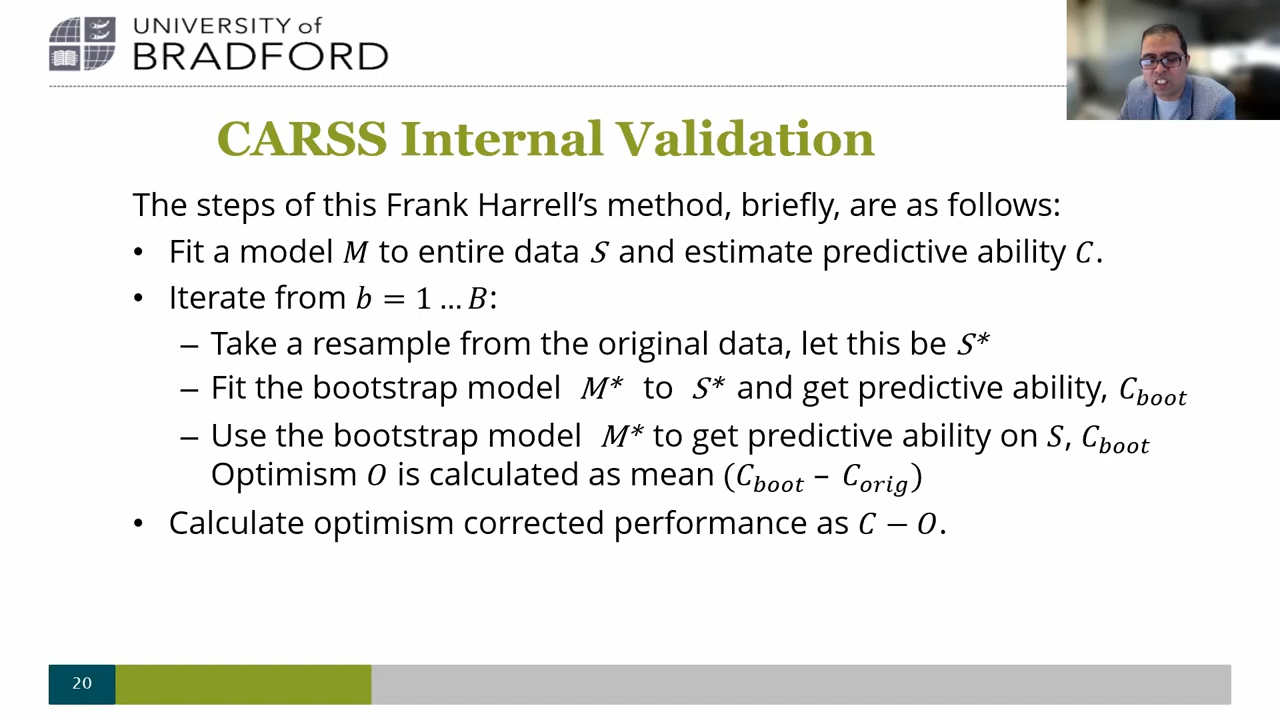 UNIVERSITY of
BRADFORD
CARSS Internal Validation
The steps of this Frank Harrell’s method, briefly, are as follows:
• Fit a model M to entire data S and estimate predictive ability C.
• Iterate from b = 1 … B:
– Take a resample from the original data, let this be S*
– Fit the bootstrap model M* to S* and get predictive ability, C_boot
– Use the bootstrap model M* to get predictive ability on S, C_boot
Optimism O is calculated as mean (C_boot – C_orig)
• Calculate optimism corrected performance as C − O.
20